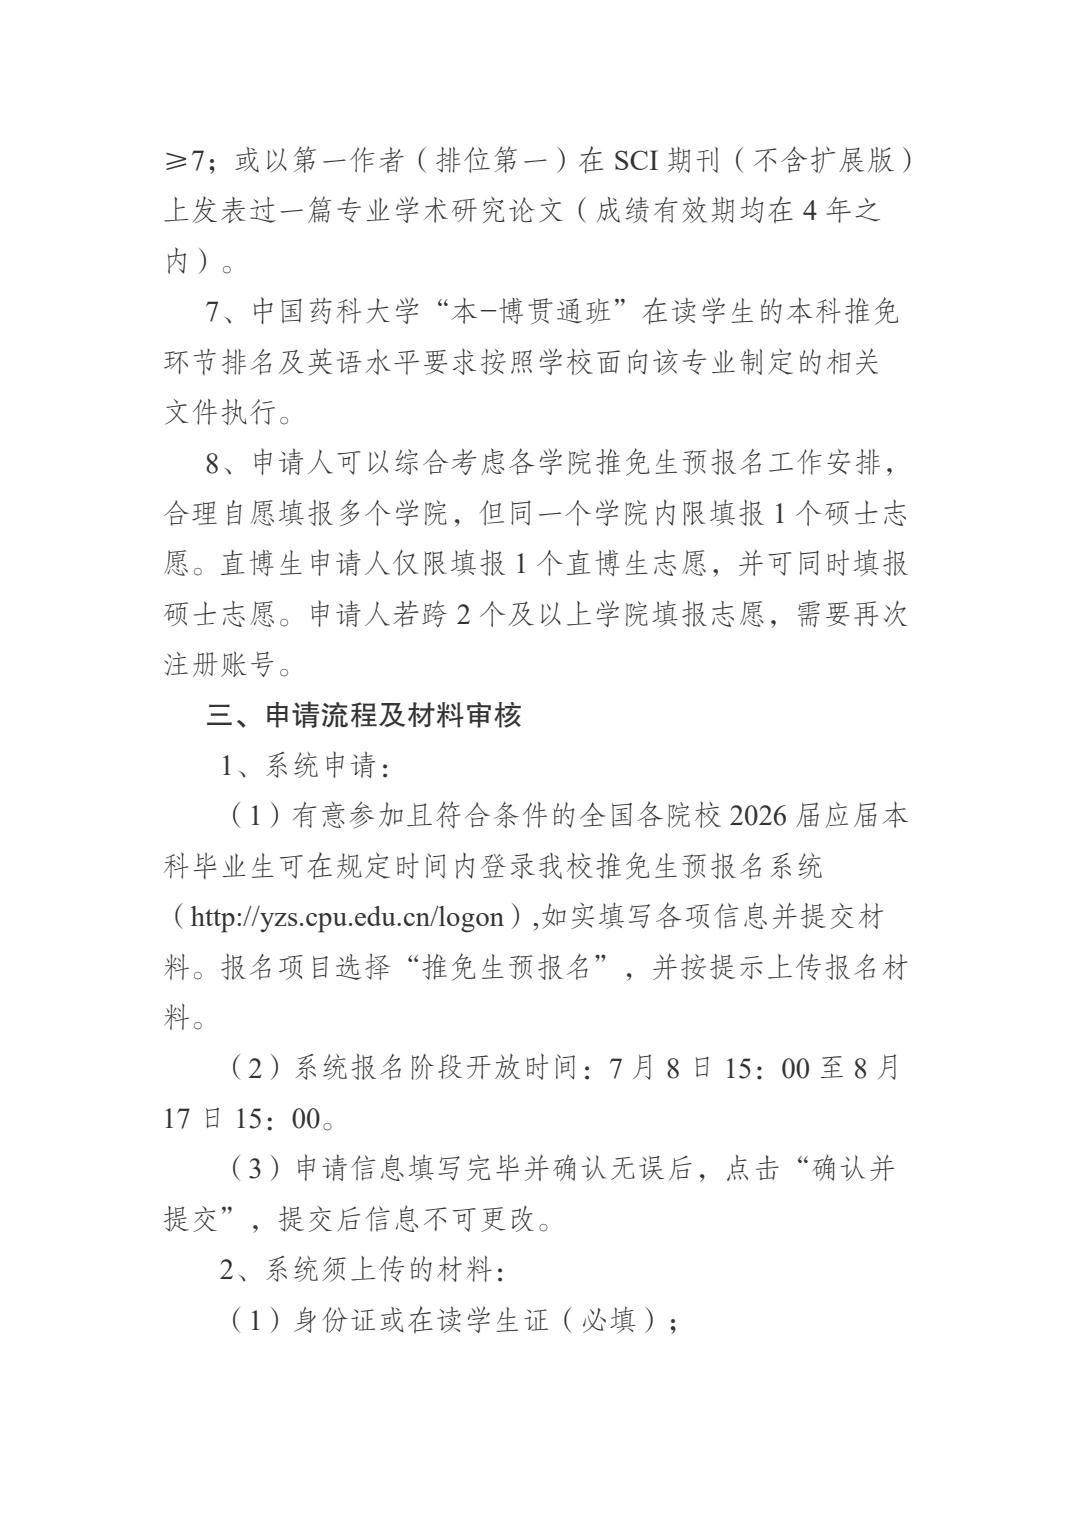 ≥7；或以第一作者（排位第一）在 SCI 期刊（不含扩展版）
上发表过一篇专业学术研究论文（成绩有效期均在 4 年之
内）。
7、中国药科大学“本-博贯通班”在读学生的本科推免
环节排名及英语水平要求按照学校面向该专业制定的相关
文件执行。
8、申请人可以综合考虑各学院推免生预报名工作安排，
合理自愿填报多个学院，但同一个学院内限填报 1 个硕士志
愿。直博生申请人仅限填报 1 个直博生志愿，并可同时填报
硕士志愿。申请人若跨 2 个及以上学院填报志愿，需要再次
注册账号。
三、申请流程及材料审核
1、系统申请：
（1）有意参加且符合条件的全国各院校 2026 届应届本
科毕业生可在规定时间内登录我校推免生预报名系统
（http://yzs.cpu.edu.cn/logon）,如实填写各项信息并提交材
料。报名项目选择“推免生预报名”，并按提示上传报名材
料。
（2）系统报名阶段开放时间：7 月 8 日 15：00 至 8 月
17 日 15：00。
（3）申请信息填写完毕并确认无误后，点击“确认并
提交”，提交后信息不可更改。
2、系统须上传的材料：
（1）身份证或在读学生证（必填）；